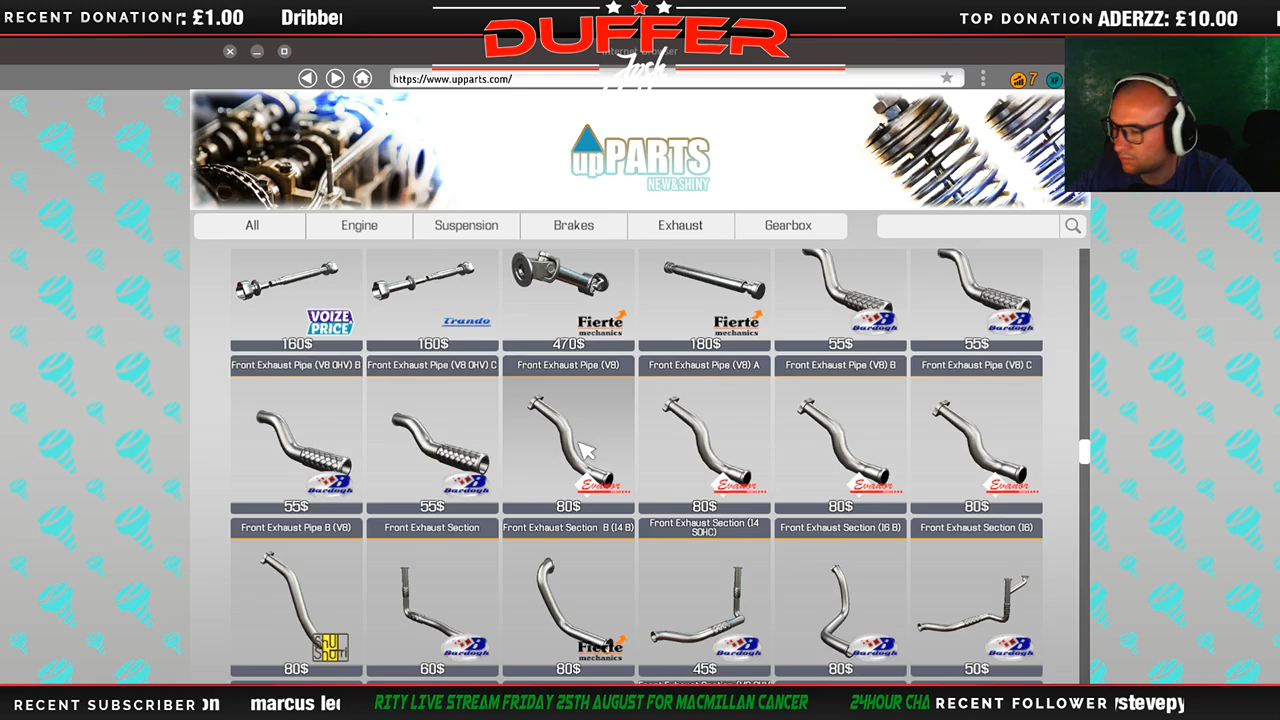 RECENT DONATION
r: £1.00
Dribber
DUFFER
Josh
TOP DONATION
ADERZZ: £10.00
https://www.upparts.com/
7
XP
upPARTS
NEW&SHINY
All
Engine
Suspension
Brakes
Exhaust
Gearbox
VOIZE PRICE
Trando
Fierte mechanics
Fierte mechanics
Bardogh
Bardogh
160$
160$
470$
180$
55$
55$
Front Exhaust Pipe (V8 OHV) B
Front Exhaust Pipe (V8 OHV) C
Front Exhaust Pipe (V8)
Front Exhaust Pipe (V8) A
Front Exhaust Pipe (V8) B
Front Exhaust Pipe (V8) C
Bardogh
Bardogh
Evanor
Evanor
Evanor
Evanor
55$
55$
80$
80$
80$
80$
Front Exhaust Pipe B (V8)
Front Exhaust Section
Front Exhaust Section B (I4 B)
Front Exhaust Section (I4 SOHC)
Front Exhaust Section (I6 B)
Front Exhaust Section (I6)
Bardogh
Fierte mechanics
Bardogh
Bardogh
Bardogh
80$
60$
80$
45$
80$
50$
RECENT SUBSCRIBER
marcus lee
RITY LIVE STREAM FRIDAY 25TH AUGUST FOR MACMILLAN CANCER
24HOUR CHA
RECENT FOLLOWER
stevepy